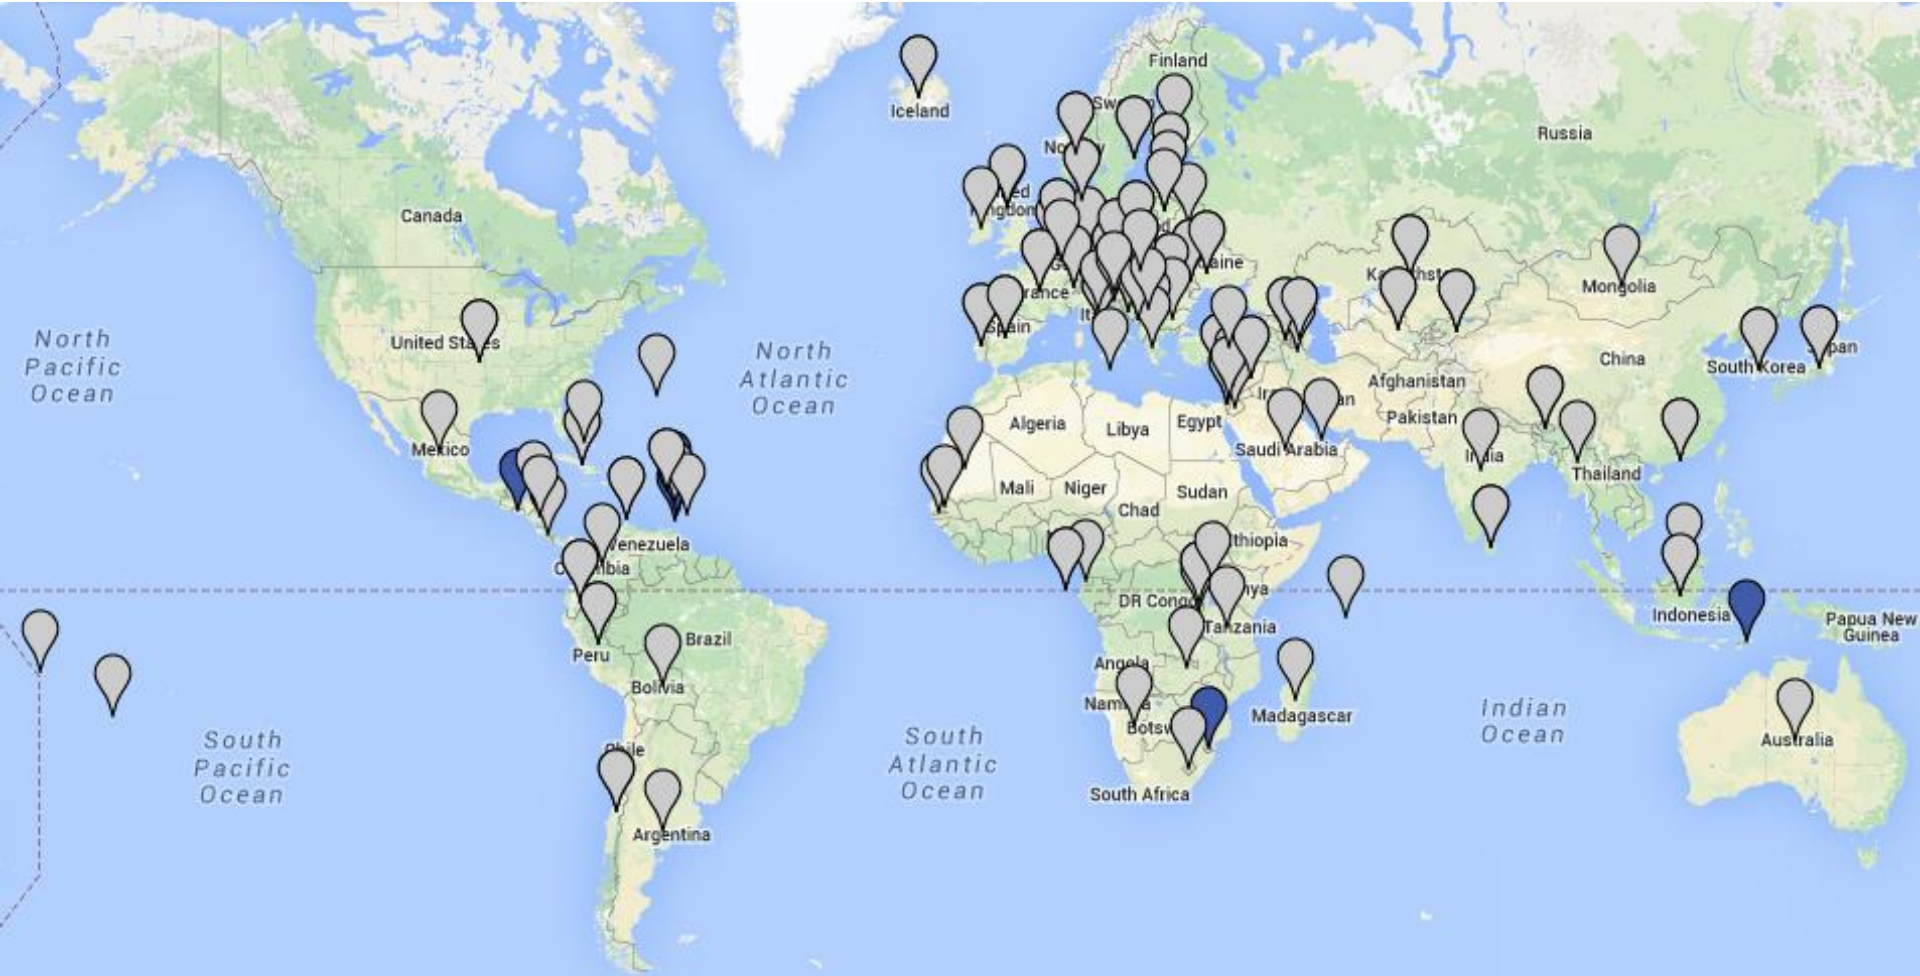 Finland
Iceland
Russia
Canada
Mongolia
North
Pacific
Ocean
United States
North
Atlantic
Ocean
China
South Korea
Afghanistan
Pakistan
Algeria
Libya
Egypt
Mexico
Saudi Arabia
India
Thailand
Mali
Niger
Chad
Sudan
Venezuela
DR Congo
Tanzania
Indonesia
Papua New
Guinea
Brazil
Peru
Angola
Bolivia
Madagascar
South
Pacific
Ocean
South
Atlantic
Ocean
Indian
Ocean
Australia
Chile
South Africa
Argentina